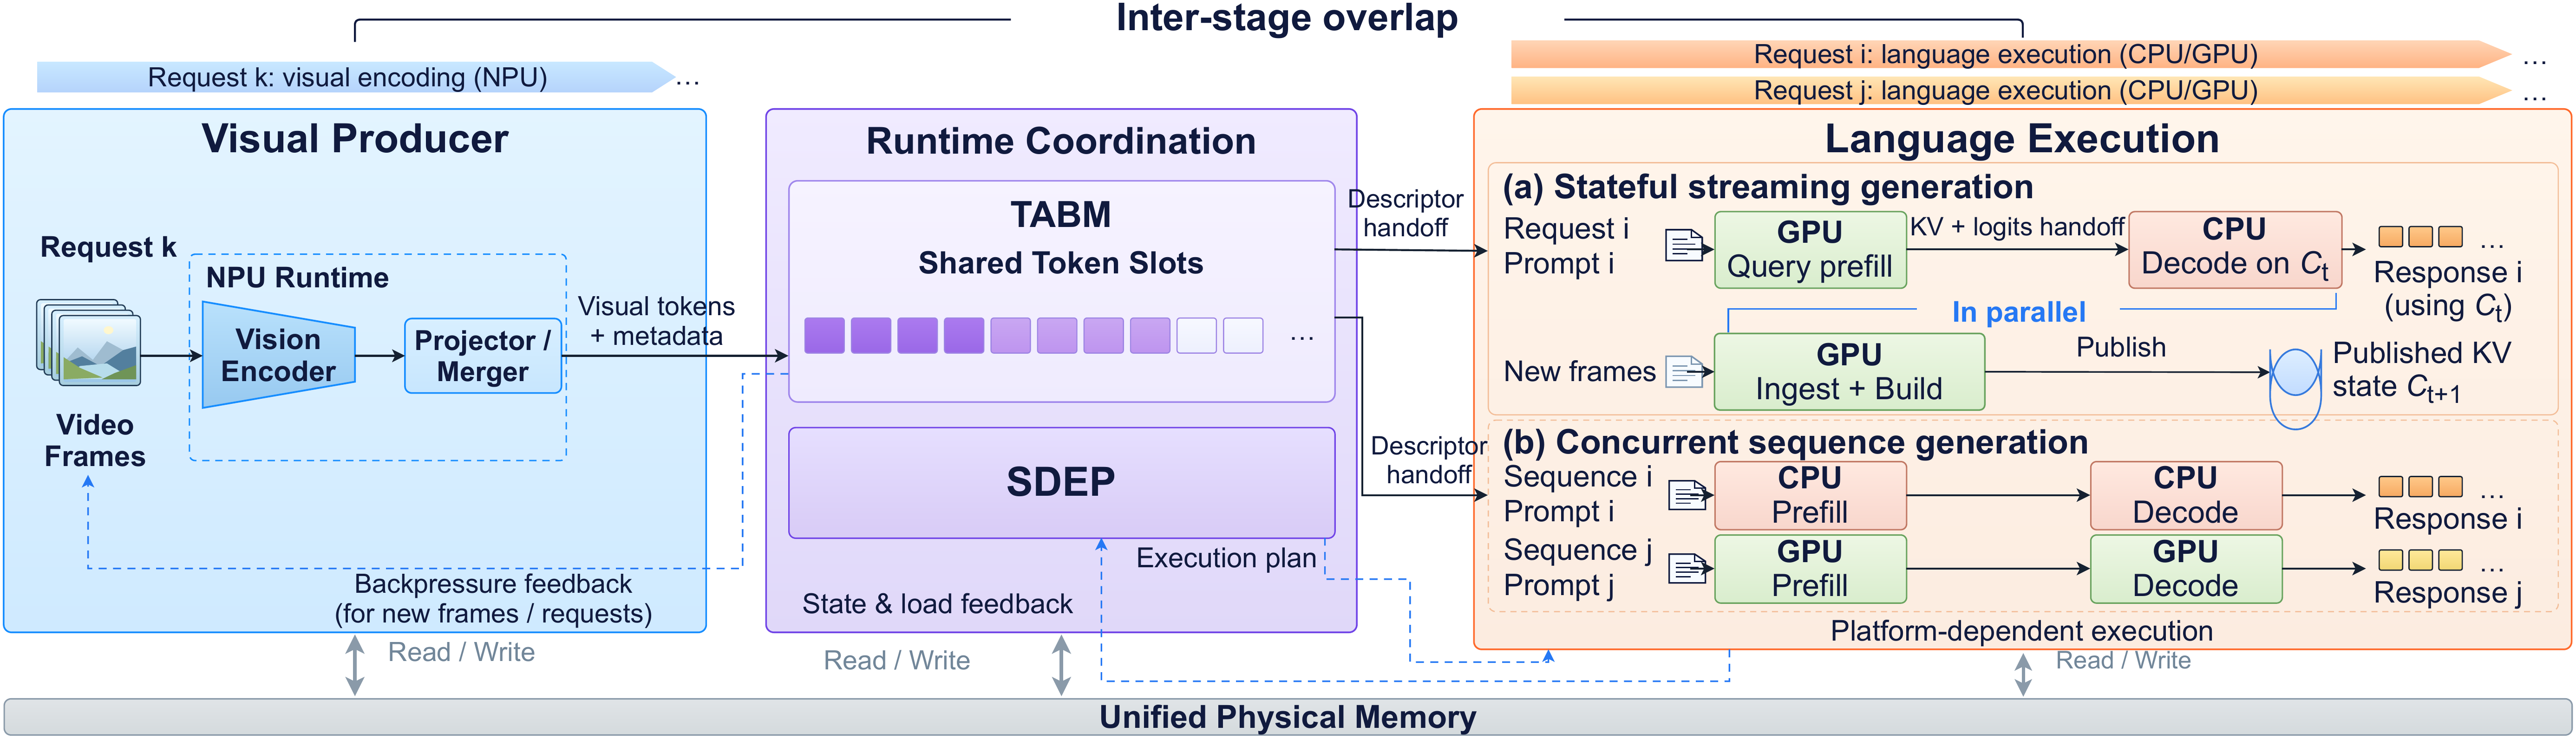 Inter-stage overlap
Request k: visual encoding (NPU)
...
Request i: language execution (CPU/GPU)
...
Request j: language execution (CPU/GPU)
...
Visual Producer
Request k
NPU Runtime
Vision
Encoder
Projector /
Merger
Video
Frames
Visual tokens
+ metadata
Backpressure feedback
(for new frames / requests)
Runtime Coordination
TABM
Shared Token Slots
...
SDEP
Execution plan
State & load feedback
Descriptor
handoff
Descriptor
handoff
Language Execution
(a) Stateful streaming generation
Request i
Prompt i
GPU
Query prefill
KV + logits handoff
CPU
Decode on Ct
...
Response i
(using Ct)
In parallel
New frames
GPU
Ingest + Build
Publish
Published KV
state Ct+1
(b) Concurrent sequence generation
Sequence i
Prompt i
CPU
Prefill
CPU
Decode
...
Response i
Sequence j
Prompt j
GPU
Prefill
GPU
Decode
...
Response j
Platform-dependent execution
Read / Write
Read / Write
Read / Write
Unified Physical Memory